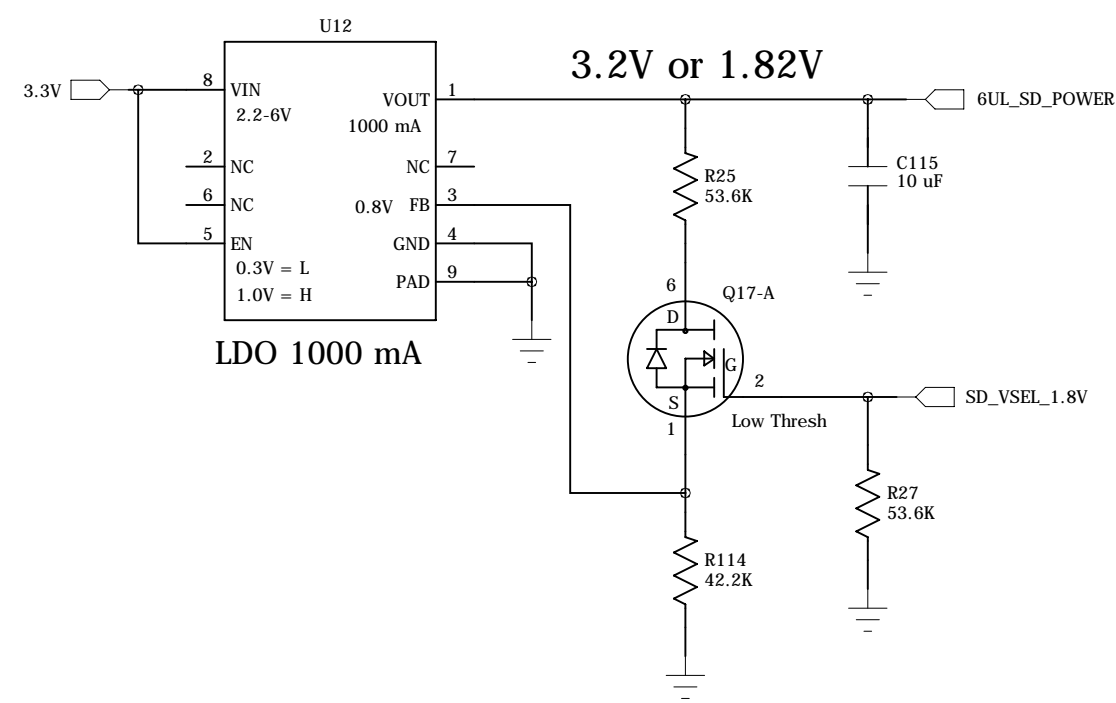 U12
3.2V or 1.82V
3.3V
8
VIN
2.2-6V
VOUT
1
1000 mA
6UL_SD_POWER
2
NC
NC
7
C115
10 uF
R25
53.6K
6
NC
0.8V
FB
3
5
EN
GND
4
0.3V = L
1.0V = H
PAD
9
LDO 1000 mA
6
Q17-A
D
G
S
2
SD_VSEL_1.8V
1
Low Thresh
R27
53.6K
R114
42.2K